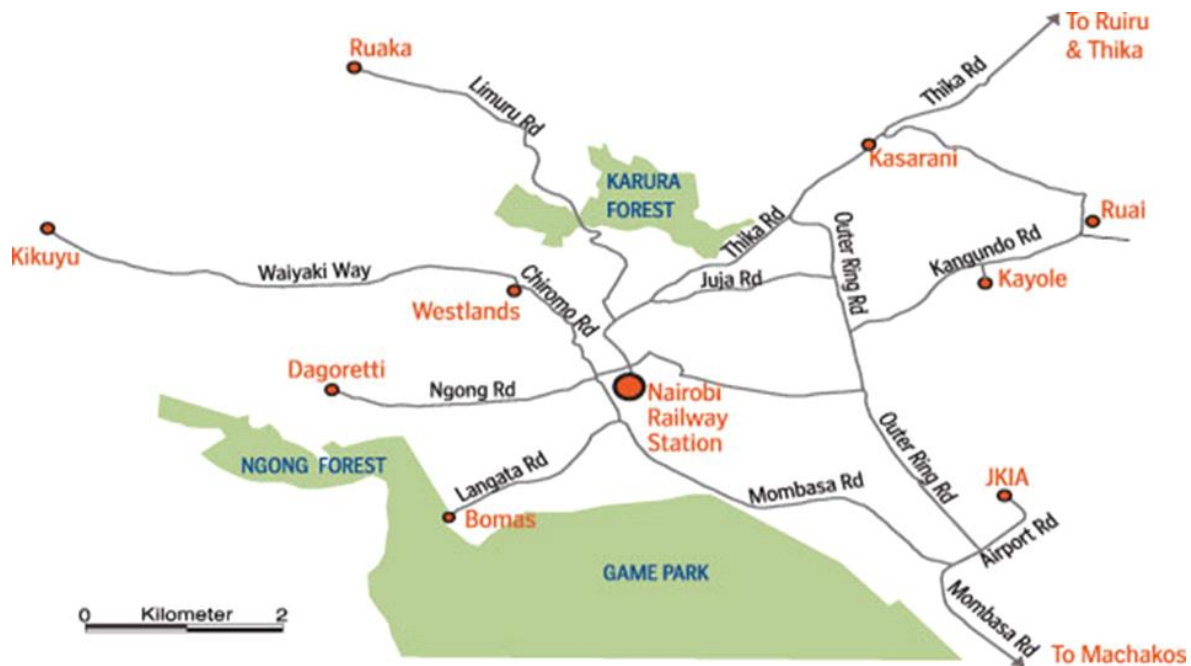 To Ruiru
& Thika
Ruaka
Thika Rd
Limuru Rd
Kasarani
KARURA
FOREST
Ruai
Thika Rd
Outer Ring Rd
Kangundo Rd
Kikuyu
Waiyaki Way
Chiromo Rd
Juja Rd
Kayole
Westlands
Dagoretti
Ngong Rd
Nairobi
Railway
Station
Outer Ring Rd
NGONG FOREST
Langata Rd
Mombasa Rd
JKIA
Bomas
Airport Rd
GAME PARK
0 Kilometer 2
Mombasa Rd
To Machakos